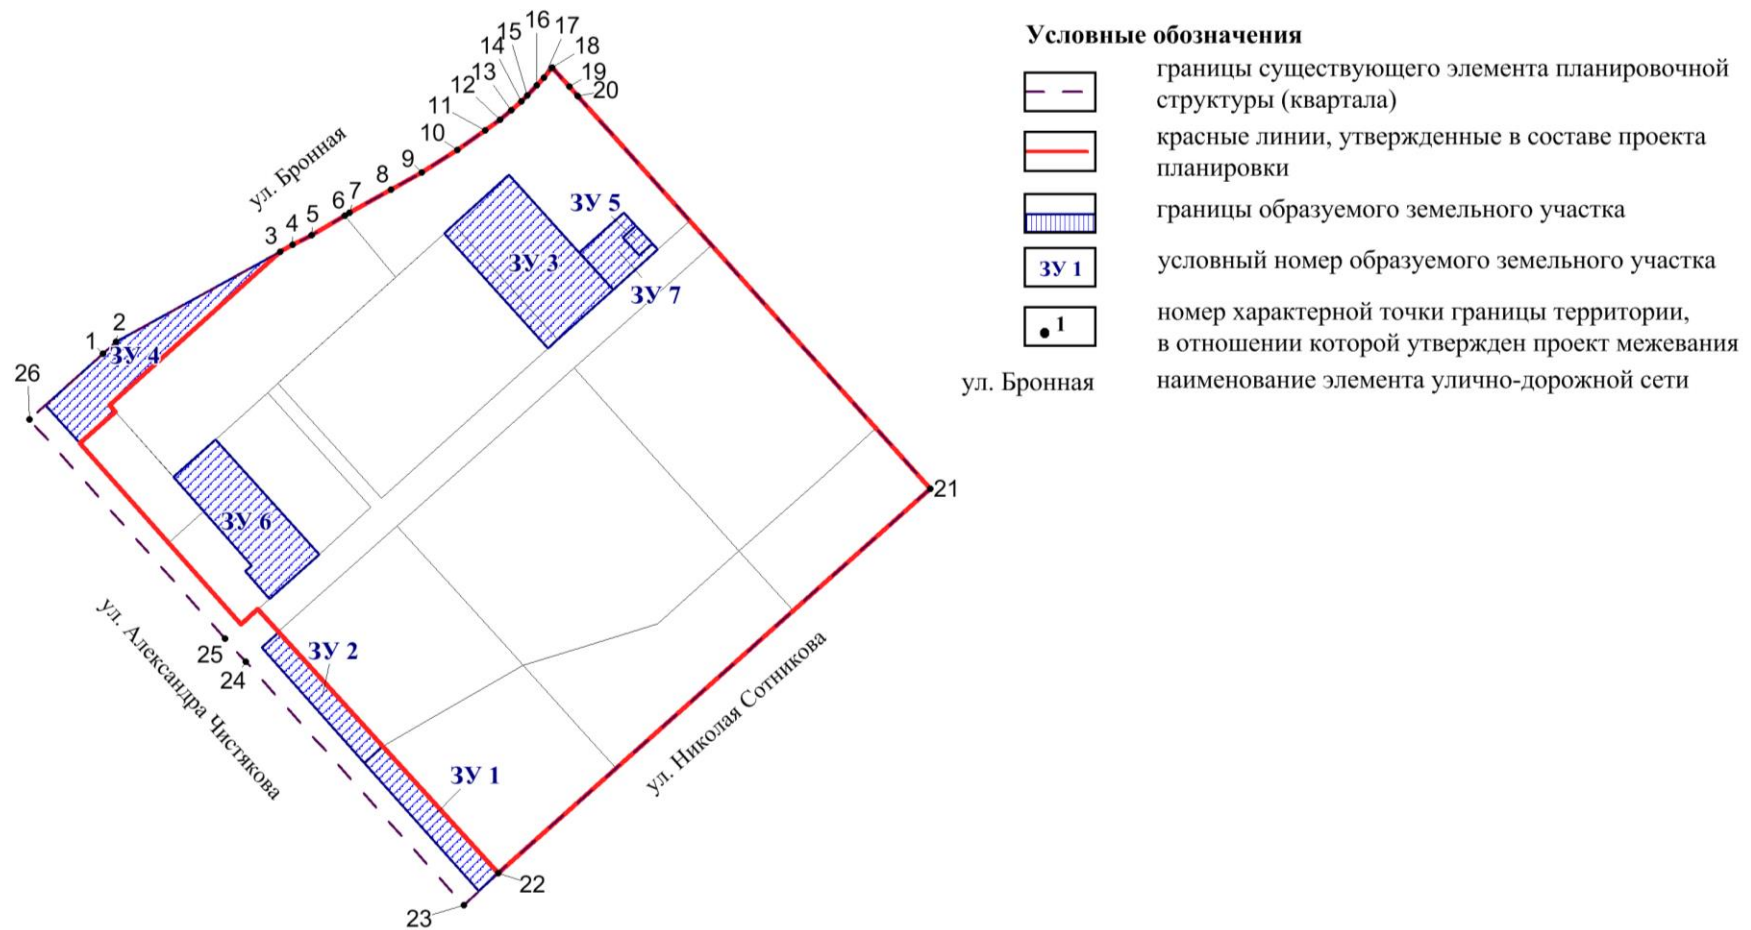 Условные обозначения
границы существующего элемента планировочной
структуры (квартала)
красные линии, утвержденные в составе проекта
планировки
границы образуемого земельного участка
ЗУ 1
условный номер образуемого земельного участка
1
номер характерной точки границы территории,
в отношении которой утвержден проект межевания
ул. Бронная
наименование элемента улично-дорожной сети
16
17
15
18
14
13
19
12
20
11
10
9
8
7
6
5
4
3
2
1
26
21
25
24
22
23
ул. Бронная
ЗУ 5
ЗУ 3
ЗУ 7
ЗУ 4
ЗУ 6
ЗУ 2
ЗУ 1
ул. Александра Чистякова
ул. Николая Сотникова